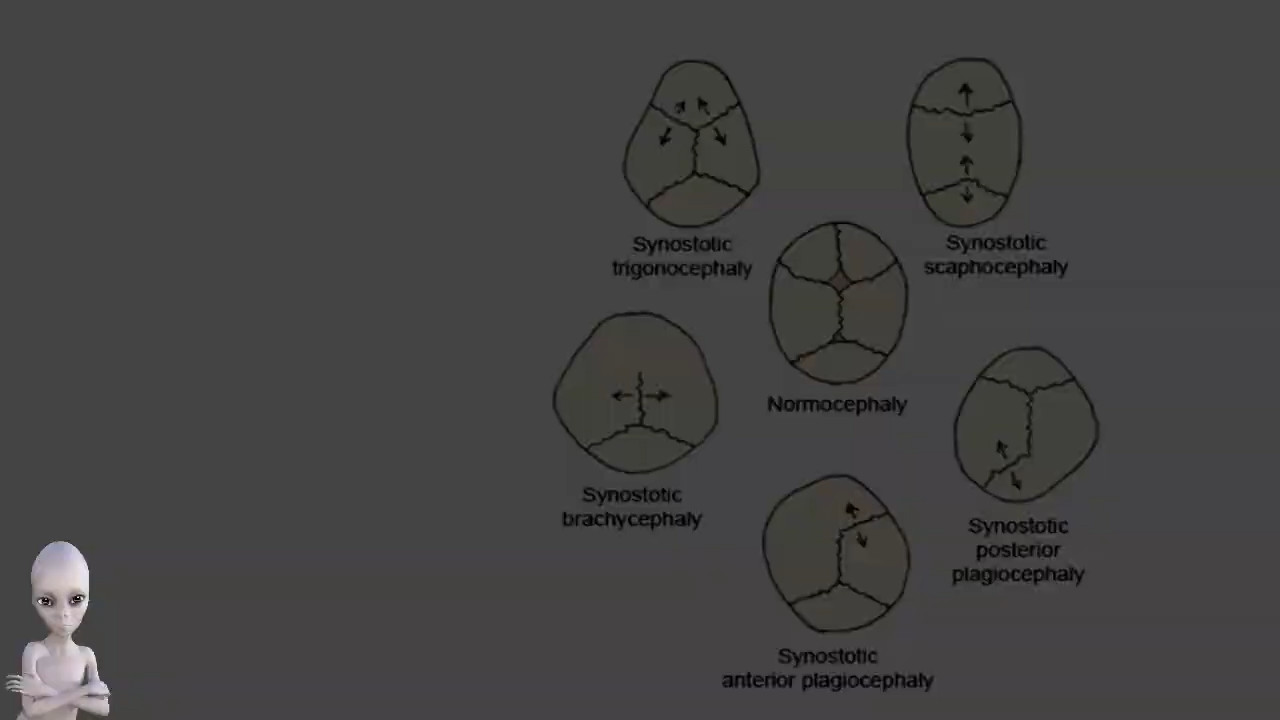 Synostotic
trigonocephaly
Synostotic
scaphocephaly
Normocephaly
Synostotic
brachycephaly
Synostotic
posterior
plagiocephaly
Synostotic
anterior plagiocephaly